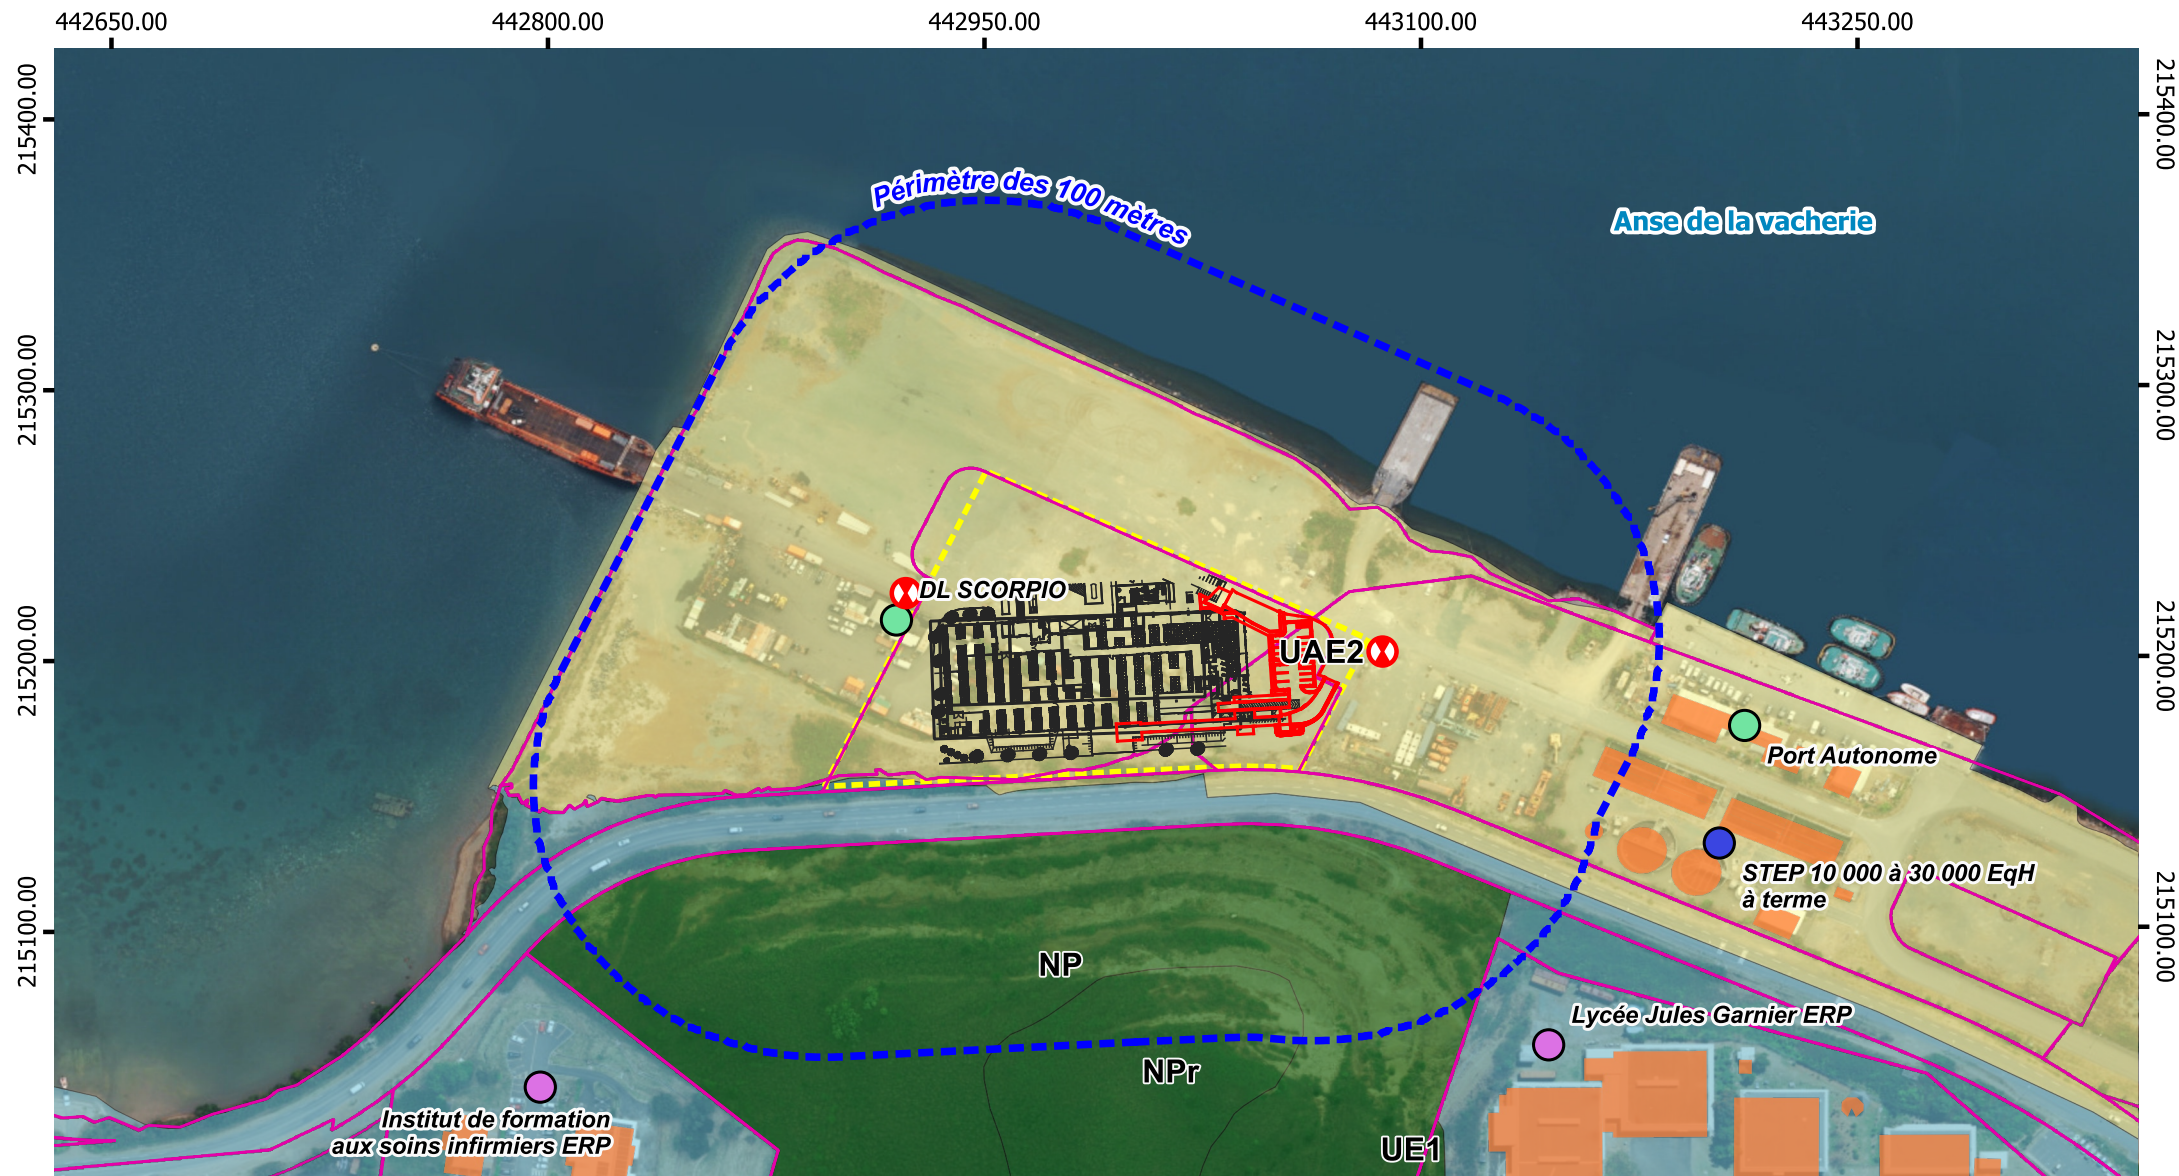 442650.00
442800.00
442950.00
443100.00
443250.00
215400.00
215400.00
Périmètre des 100 mètres
Anse de la vacherie
215300.00
215300.00
DL SCORPIO
UAE2
215200.00
215200.00
Port Autonome
STEP 10 000 à 30 000 EqH
à terme
215100.00
215100.00
NP
Lycée Jules Garnier ERP
NPr
Institut de formation
aux soins infirmiers ERP
UE1